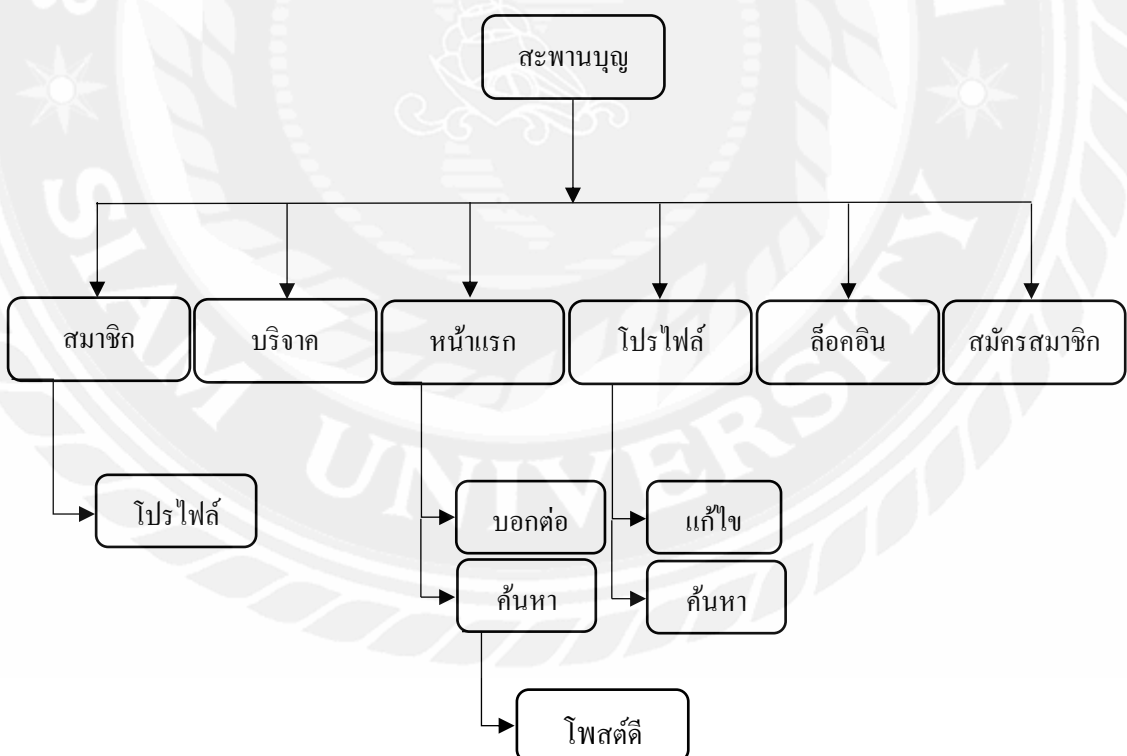 สะพานบุญ
สมาชิก
บริจาค
หน้าแรก
โปรไฟล์
ล็อคอิน
สมัครสมาชิก
โปรไฟล์
บอกต่อ
แก้ไข
ค้นหา
ค้นหา
โพสต์ดี
SIAM UNIVERSITY